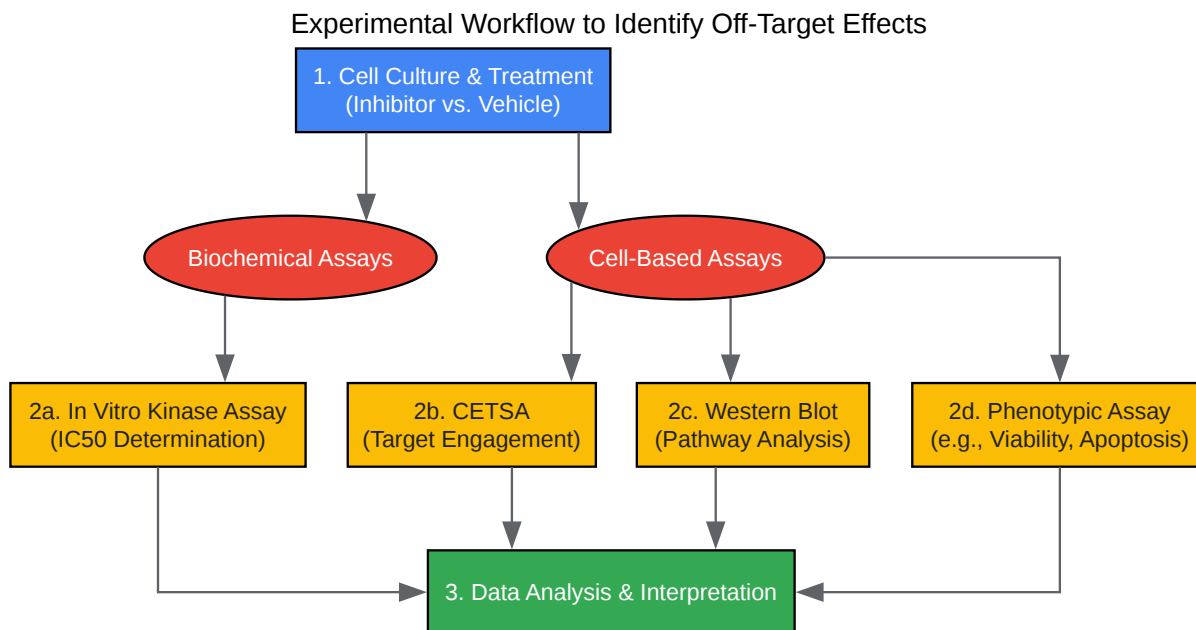 Experimental Workflow to Identify Off-Target Effects
1. Cell Culture & Treatment
(Inhibitor vs. Vehicle)
Biochemical Assays
Cell-Based Assays
2a. In Vitro Kinase Assay
(IC50 Determination)
2b. CETSA
(Target Engagement)
2c. Western Blot
(Pathway Analysis)
2d. Phenotypic Assay
(e.g., Viability, Apoptosis)
3. Data Analysis & Interpretation